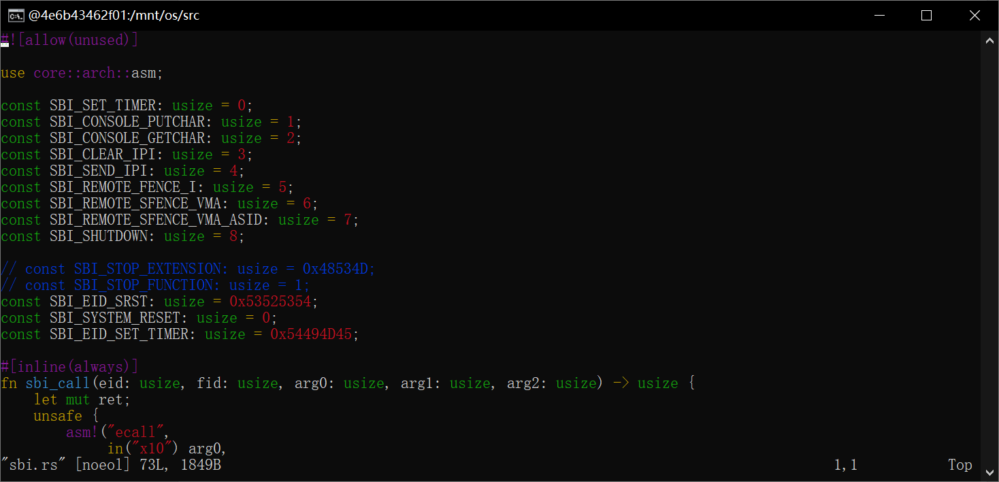 @4e6b43462f01:/mnt/os/src
#![allow(unused)]
use core::arch::asm;
const SBI_SET_TIMER: usize = 0;
const SBI_CONSOLE_PUTCHAR: usize = 1;
const SBI_CONSOLE_GETCHAR: usize = 2;
const SBI_CLEAR_IPI: usize = 3;
const SBI_SEND_IPI: usize = 4;
const SBI_REMOTE_FENCE_I: usize = 5;
const SBI_REMOTE_SFENCE_VMA: usize = 6;
const SBI_REMOTE_SFENCE_VMA_ASID: usize = 7;
const SBI_SHUTDOWN: usize = 8;
// const SBI_STOP_EXTENSION: usize = 0x48534D;
// const SBI_STOP_FUNCTION: usize = 1;
const SBI_EID_SRST: usize = 0x53525354;
const SBI_SYSTEM_RESET: usize = 0;
const SBI_EID_SET_TIMER: usize = 0x54494D45;
#[inline(always)]
fn sbi_call(eid: usize, fid: usize, arg0: usize, arg1: usize, arg2: usize) -> usize {
    let mut ret;
    unsafe {
        asm!("ecall",
             in("x10") arg0,
"sbi.rs" [noeol] 73L, 1849B 1,1 Top